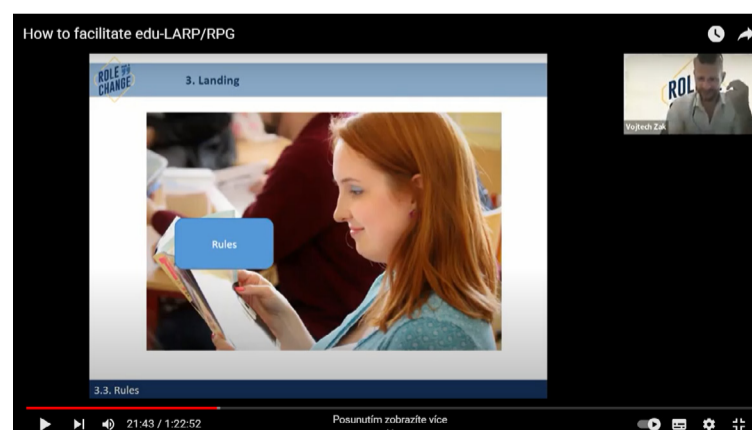 How to facilitate edu-LARP/RPG
ROLE
CHANGE
3. Landing
ROL
Vojtech Zak
Rules
3.3. Rules
21:43 / 1:22:52
Posunutím zobrazíte více